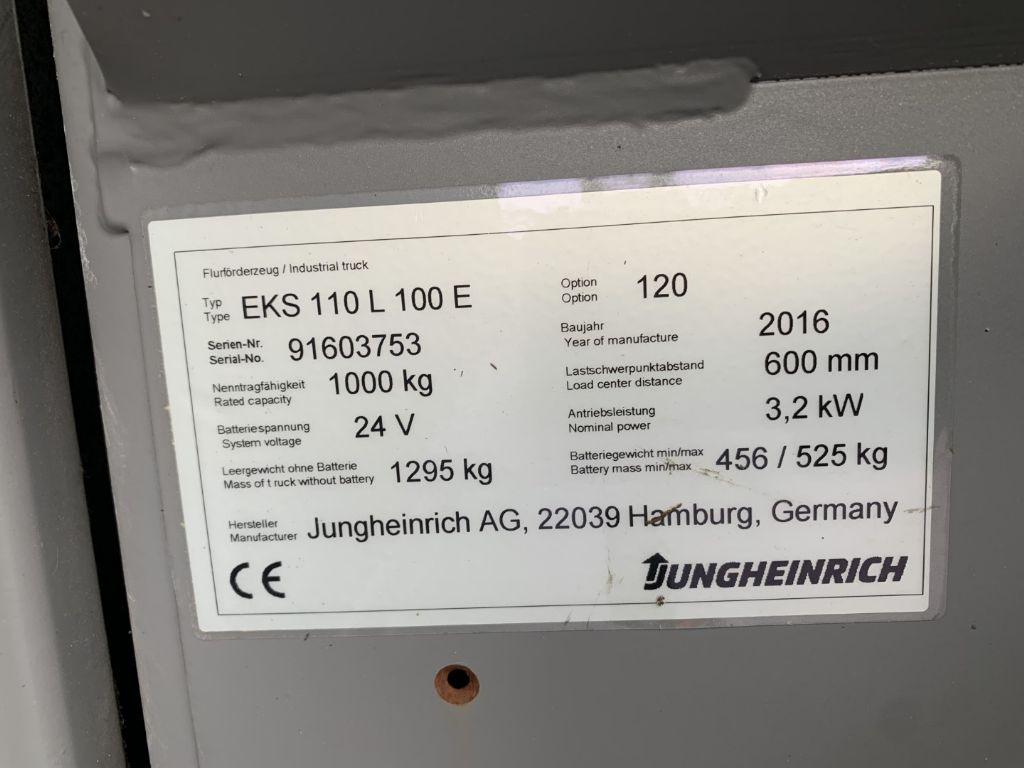 Flurförderzeug / Industrial truck
Typ
Type EKS 110 L 100 E
Option
Option 120
Serien-Nr.
Serial-No. 91603753
Baujahr
Year of manufacture 2016
Nenntragfähigkeit
Rated capacity 1000 kg
Lastschwerpunktabstand
Load center distance 600 mm
Batteriespannung
System voltage 24 V
Antriebsleistung
Nominal power 3,2 kW
Leergewicht ohne Batterie
Mass of t ruck without battery 1295 kg
Batteriegewicht min/max
Battery mass min/max 456 / 525 kg
Hersteller
Manufacturer Jungheinrich AG, 22039 Hamburg, Germany
CE
JUNGHEINRICH